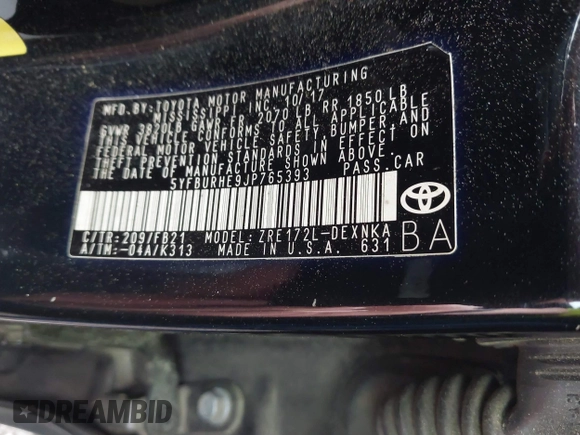 MFD. BY: TOYOTA MOTOR MANUFACTURING
MISSISSIPPI INC. 10/17
GVWR 3820LB GAWR FR 2070 LB RR 1850 LB
THIS VEHICLE CONFORMS TO ALL APPLICABLE
FEDERAL MOTOR VEHICLE SAFETY, BUMPER, AND
THEFT PREVENTION STANDARDS IN EFFECT ON
THE DATE OF MANUFACTURE SHOWN ABOVE.
5YFBURHE9JP765393 PASS. CAR
C/TR: 209/FB21 MODEL: ZRE172L-DEXNKA
A/TM: -04A/K313 MADE IN U.S.A. 631
BA
DREAMBID